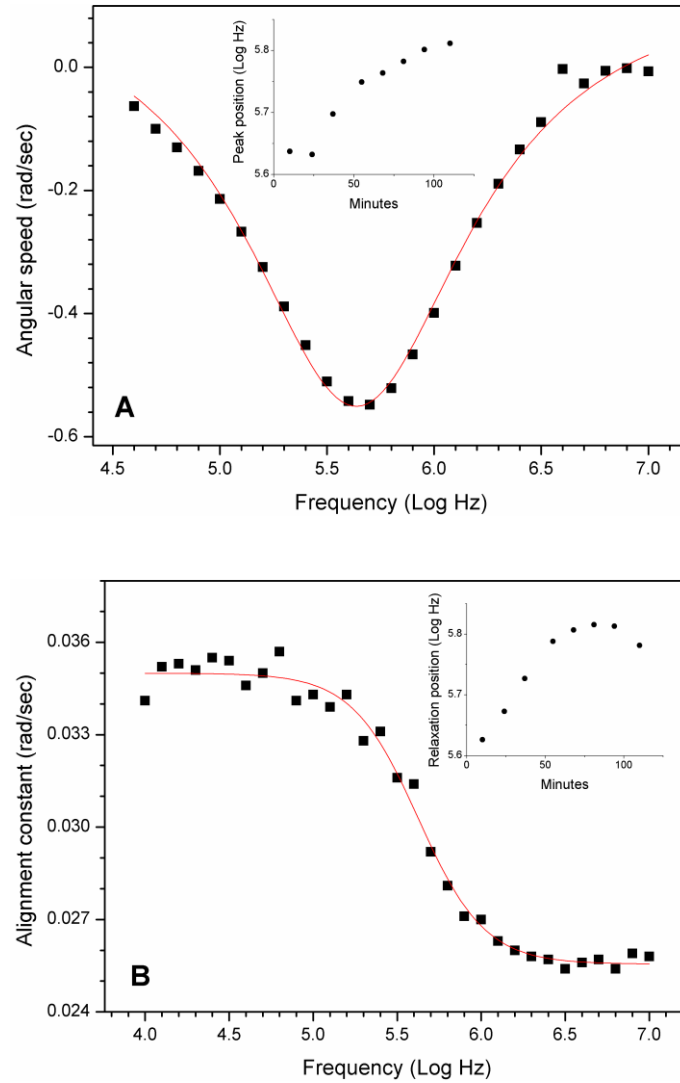 0.0
-0.2
-0.4
-0.6
4.5 5.0 5.5 6.0 6.5 7.0
Angular speed (rad/sec)
Frequency (Log Hz)
A
5.8
5.7
5.6
0 50 100
Peak position (Log Hz)
Minutes
0.036
0.033
0.030
0.027
0.024
4.0 4.5 5.0 5.5 6.0 6.5 7.0
Alignment constant (rad/sec)
Frequency (Log Hz)
B
5.8
5.7
5.6
0 50 100
Relaxation position (Log Hz)
Minutes